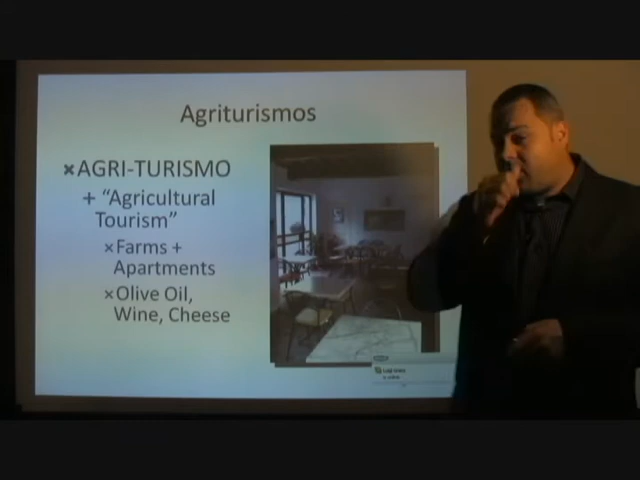 Agriturismos
×AGRI-TURISMO
+ “Agricultural
Tourism”
×Farms +
Apartments
×Olive Oil,
Wine, Cheese